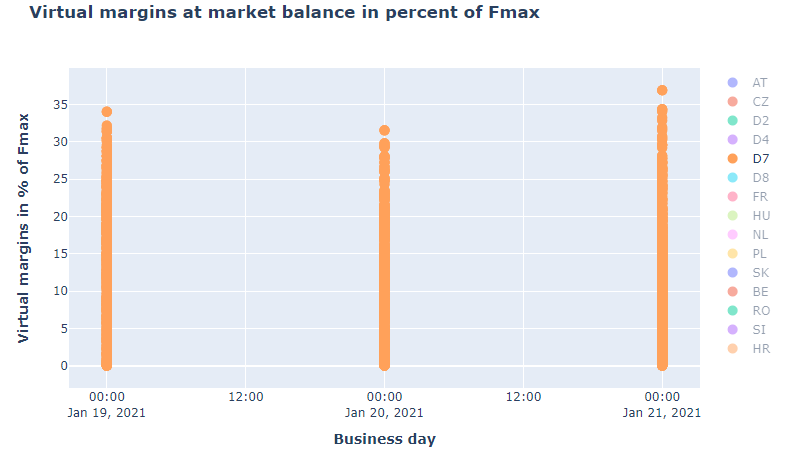 Virtual margins at market balance in percent of Fmax
Virtual margins in % of Fmax
35
30
25
20
15
10
5
0
00:00
Jan 19, 2021
12:00
00:00
Jan 20, 2021
12:00
00:00
Jan 21, 2021
Business day
AT
CZ
D2
D4
D7
D8
FR
HU
NL
PL
SK
BE
RO
SI
HR